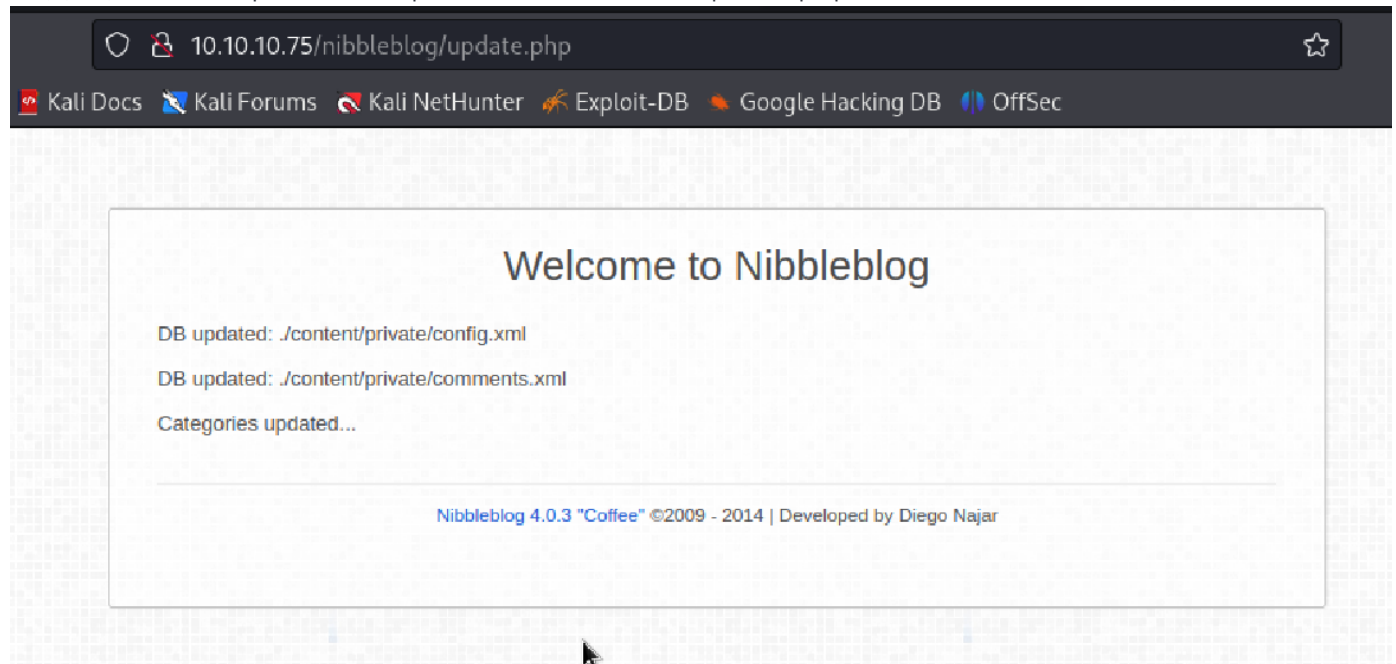 10.10.10.75/nibbleblog/update.php
Kali Docs Kali Forums Kali NetHunter Exploit-DB Google Hacking DB OffSec
Welcome to Nibbleblog
DB updated: ./content/private/config.xml
DB updated: ./content/private/comments.xml
Categories updated...
Nibbleblog 4.0.3 "Coffee" ©2009 - 2014 | Developed by Diego Najar